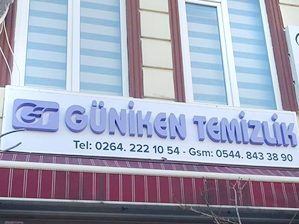 GT GÜNİKEN TEMİZLİK
Tel: 0264. 222 10 54 - Gsm: 0544. 843 38 90